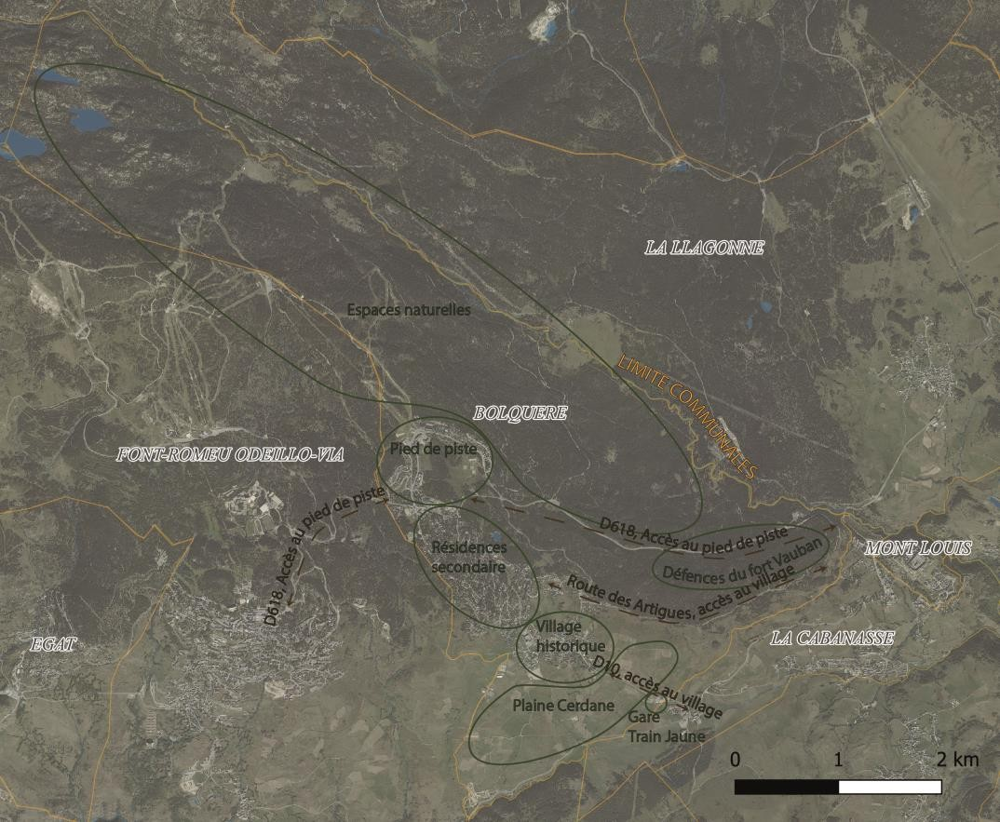 LA LLAGONNE
Espaces naturelles
LIMITE COMMUNALES
BOLQUERE
Pied de piste
FONT-ROMEU ODEILLO-VIA
D618, Accès au pied de piste
D618, Accès au pied de piste
Défences du fort Vauban
MONT LOUIS
Résidences
secondaire
Route des Artigues, accès au village
Village
historique
EGAT
LA CABANASSE
D10, accès au village
Plaine Cerdane
Gare
Train Jaune
0 1 2 km